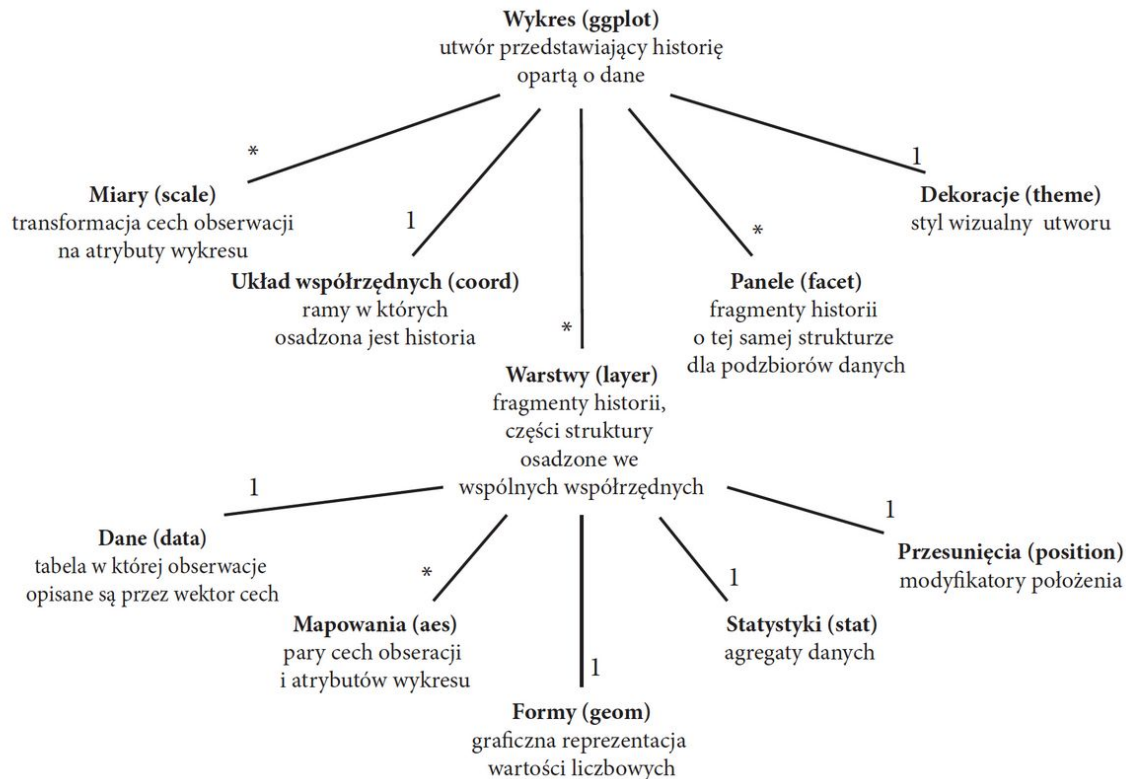 Wykres (ggplot)
utwór przedstawiający historię
opartą o dane
*
1
*
*
1
Miary (scale)
transformacja cech obserwacji
na atrybuty wykresu
Układ współrzędnych (coord)
ramy w których
osadzona jest historia
Warstwy (layer)
fragmenty historii,
części struktury
osadzone we
wspólnych współrzędnych
Panele (facet)
fragmenty historii
o tej samej strukturze
dla podzbiorów danych
Dekoracje (theme)
styl wizualny utworu
1
*
1
1
1
Dane (data)
tabela w której obserwacje
opisane są przez wektor cech
Mapowania (aes)
pary cech obseracji
i atrybutów wykresu
Formy (geom)
graficzna reprezentacja
wartości liczbowych
Statystyki (stat)
agregaty danych
Przesunięcia (position)
modyfikatory położenia